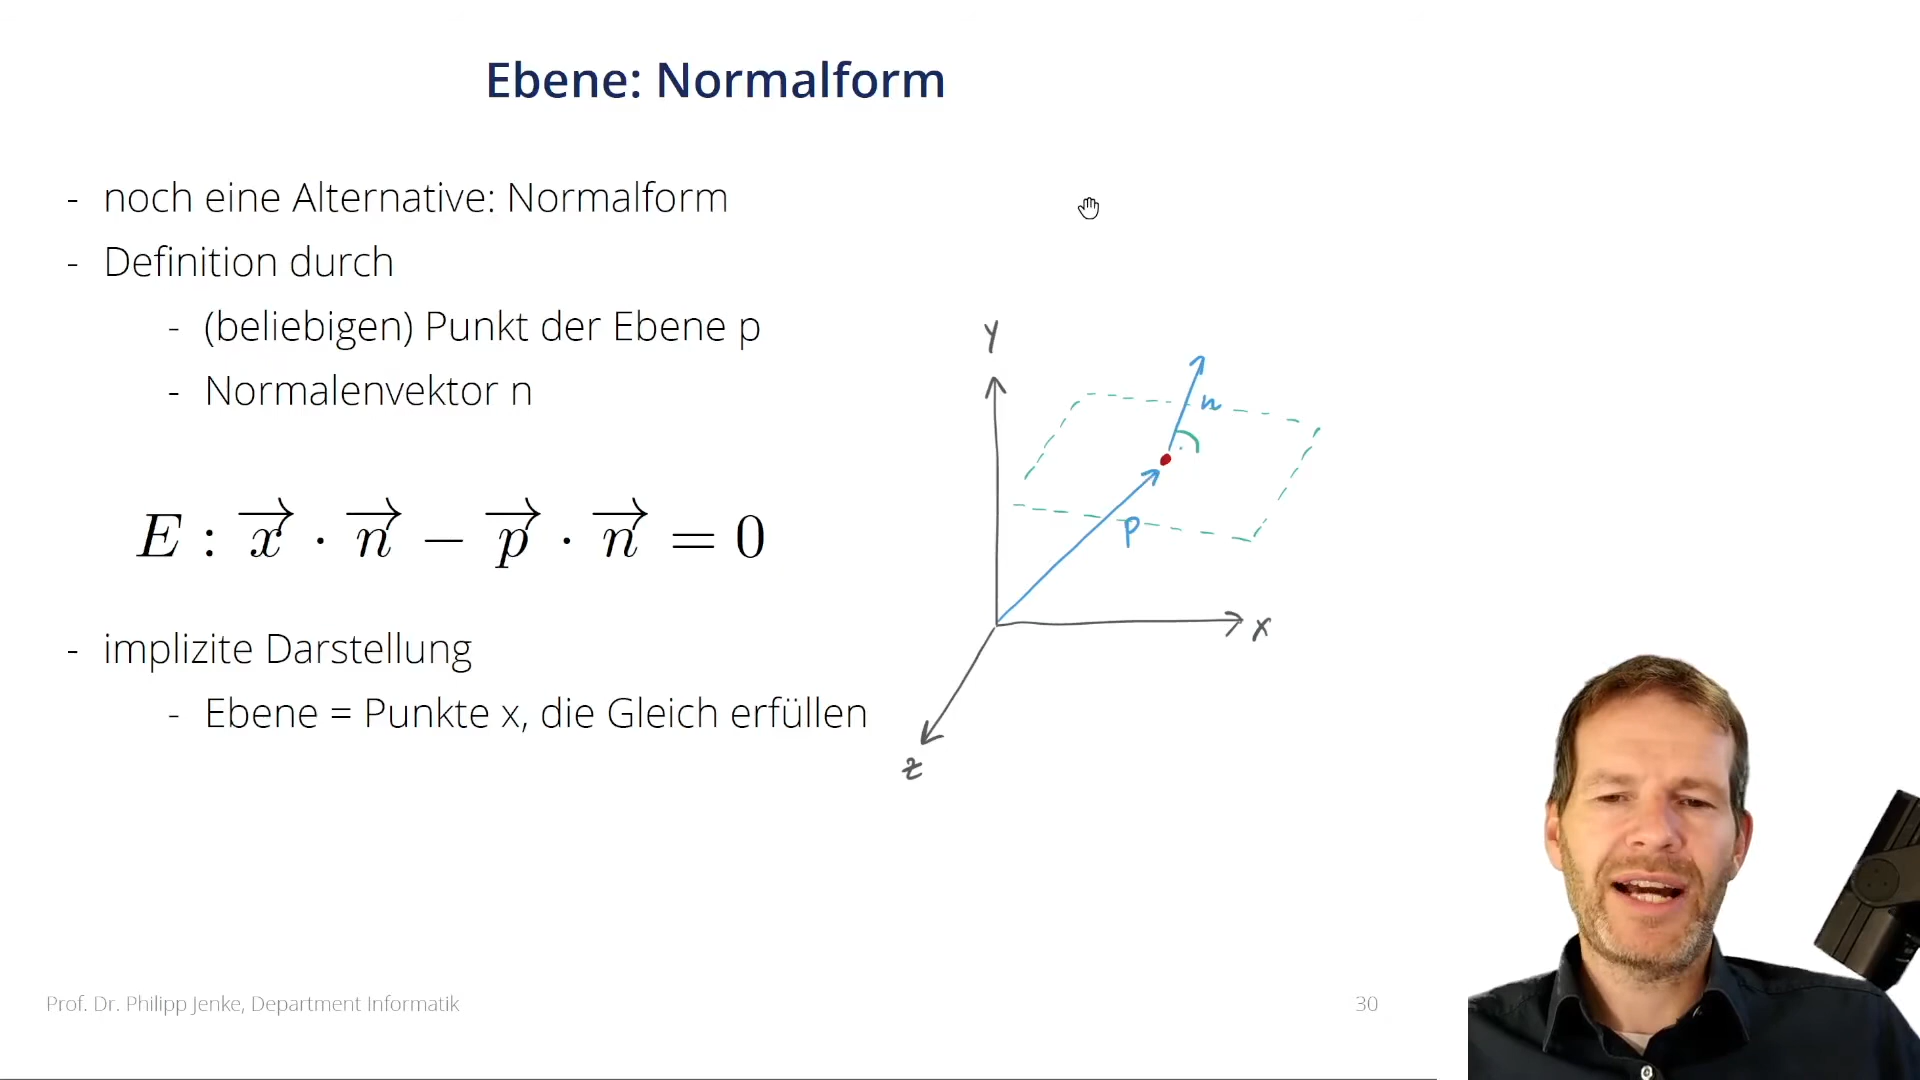 Ebene: Normalform
- noch eine Alternative: Normalform
- Definition durch
- (beliebigen) Punkt der Ebene p
- Normalenvektor n
E : x⃗ · n⃗ − p⃗ · n⃗ = 0
- implizite Darstellung
- Ebene = Punkte x, die Gleich erfüllen
y
n
p
x
z
Prof. Dr. Philipp Jenke, Department Informatik
30